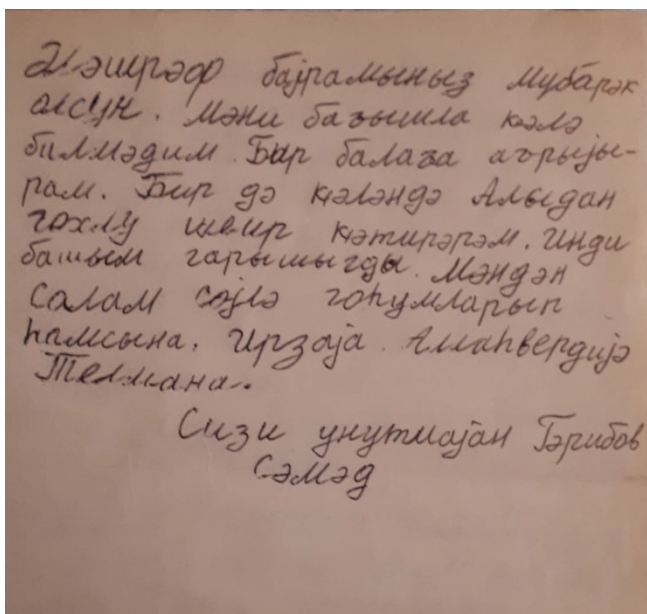 Әшрәф бајрамыныз мубарәк
олсун. Мәни бағышла кәлә
билмәдим. Бир балаға ағрыјы-
рам. Бир дә кәләндә Алыдан
чохлу шеир кәтирәрәм. Инди
башым гарышыгды. Мәндән
Салам сөјлә гоһумларын
һамсына. Ирзаја. Аллаһвердијә
Телмана..
Сизи унутмајан Гәрибов
Сәмәд